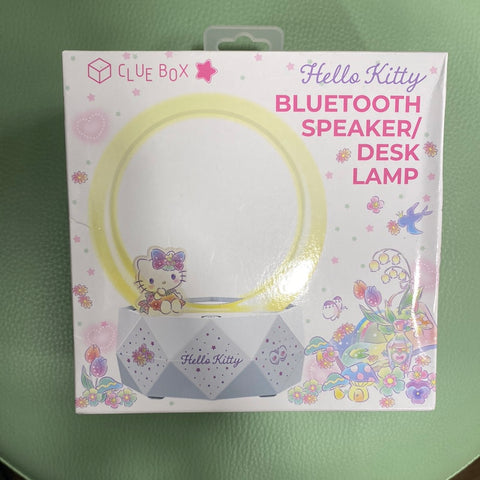 CLUE BOX
Hello Kitty
BLUETOOTH
SPEAKER/
DESK
LAMP
Hello Kitty